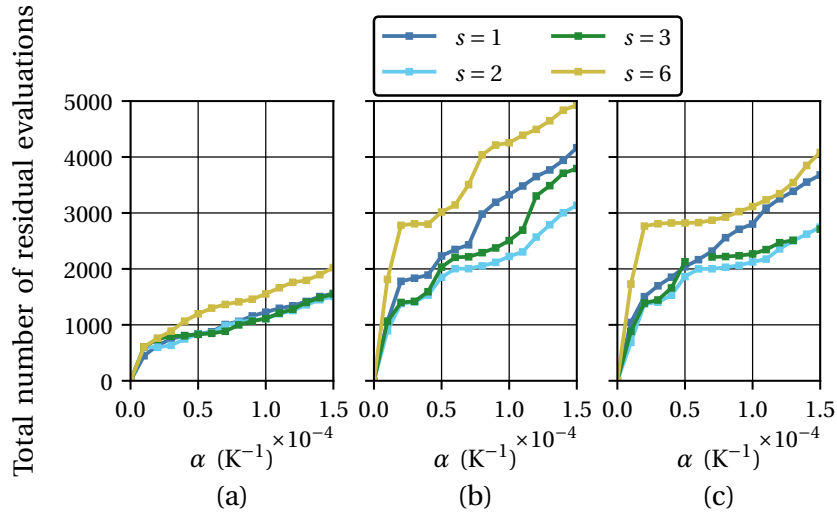 Total number of residual evaluations
s = 1
s = 2
s = 3
s = 6
5000
4000
3000
2000
1000
0
0.0 0.5 1.0 1.5
×10⁻⁴
α (K⁻¹)
(a)
0.0 0.5 1.0 1.5
×10⁻⁴
α (K⁻¹)
(b)
0.0 0.5 1.0 1.5
×10⁻⁴
α (K⁻¹)
(c)